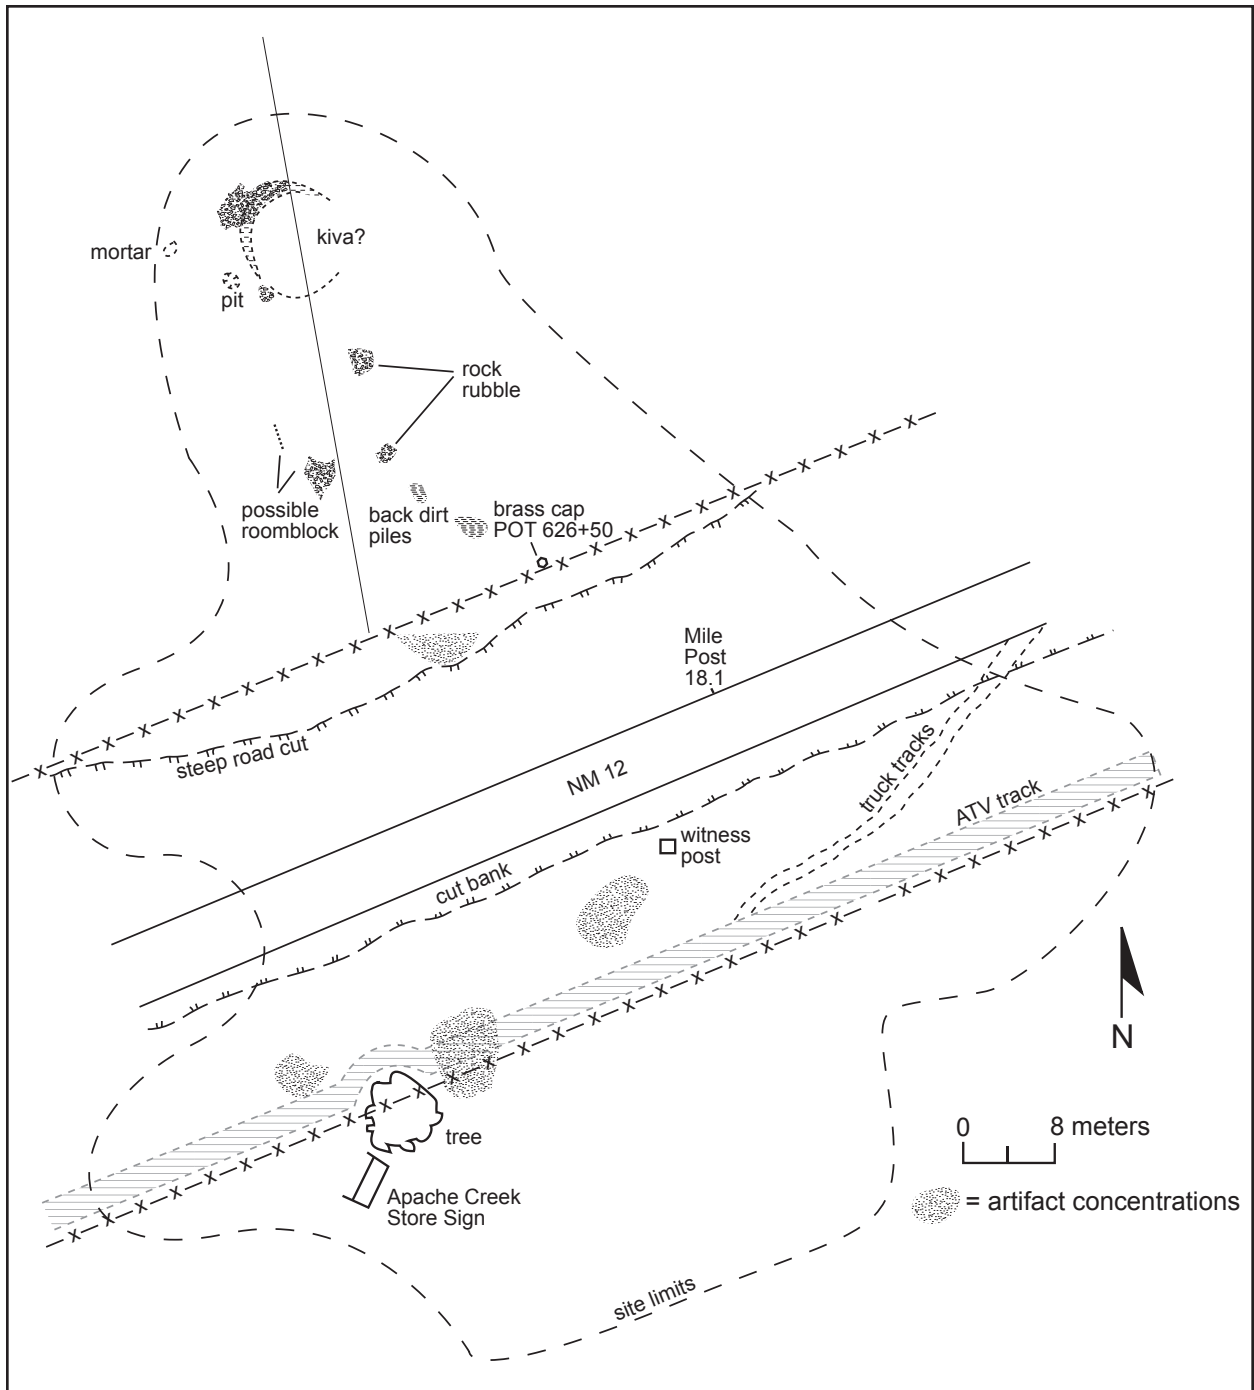 kiva?
mortar
pit
rock
rubble
possible
roomblock
back dirt
piles
brass cap
POT 626+50
Mile
Post
18.1
steep road cut
NM 12
truck tracks
ATV track
witness
post
cut bank
N
tree
0 8 meters
Apache Creek
Store Sign
= artifact concentrations
site limits